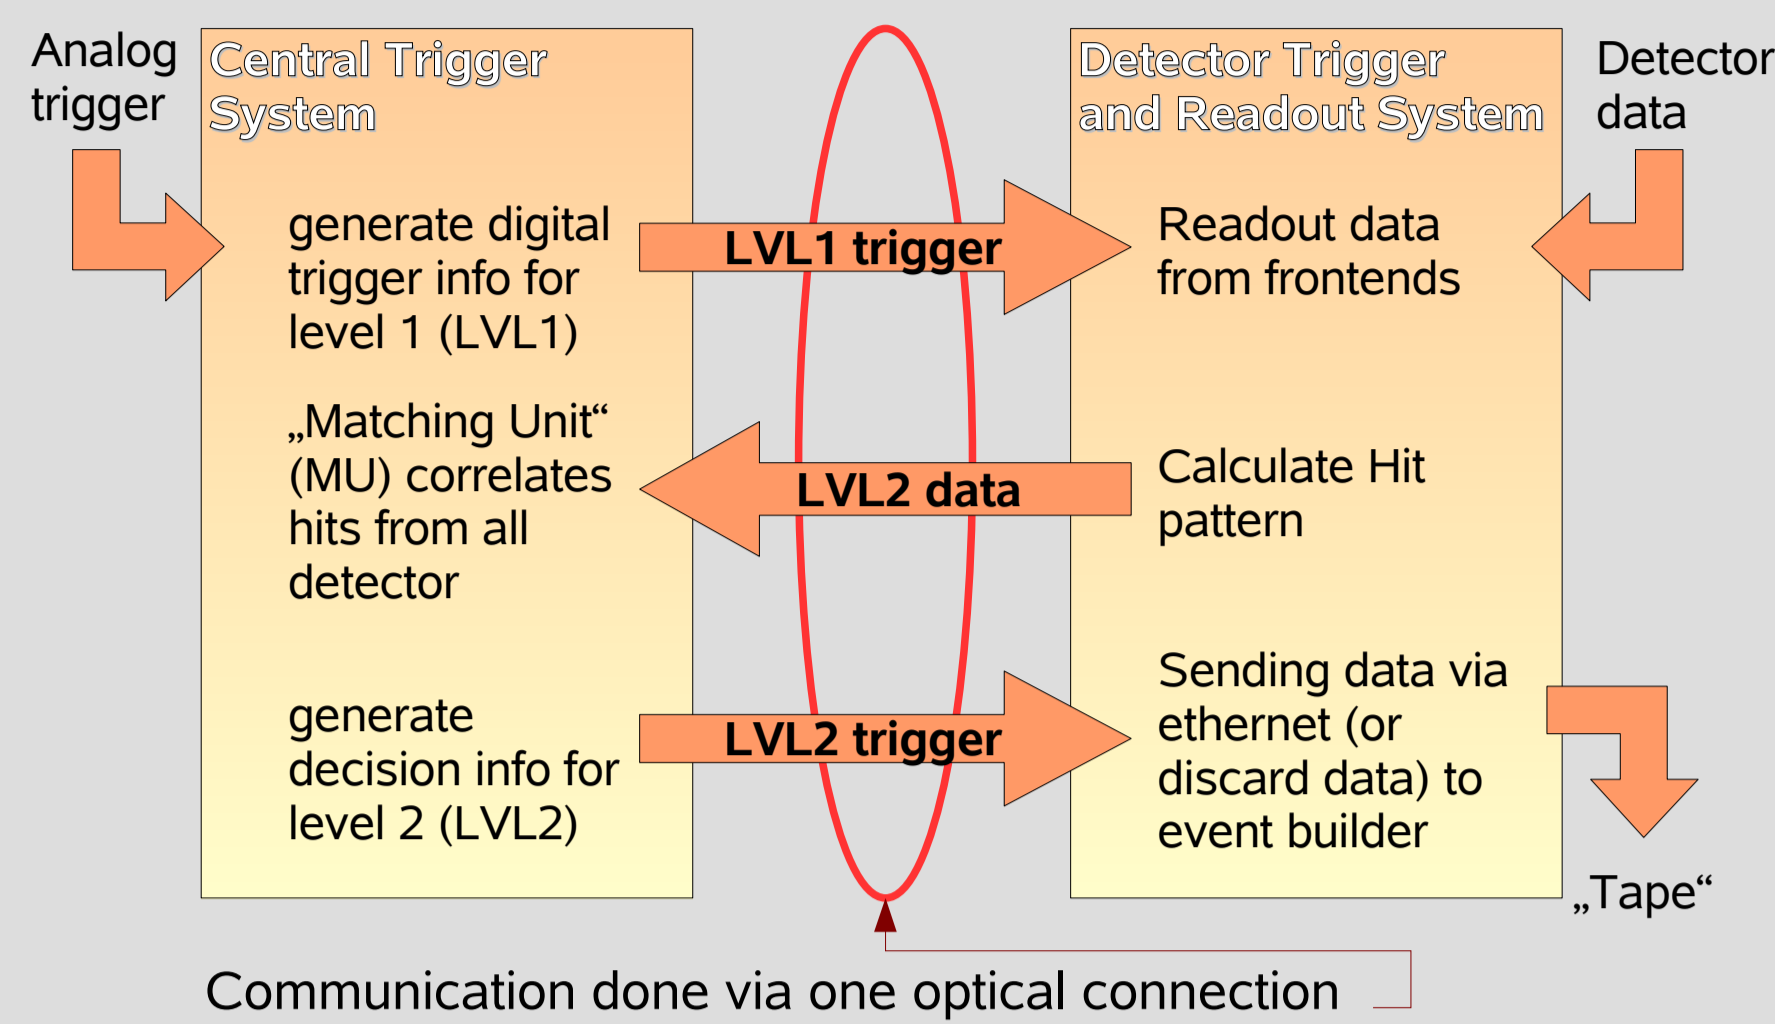 Analog
trigger
Central Trigger
System
generate digital
trigger info for
level 1 (LVL1)
„Matching Unit“
(MU) correlates
hits from all
detector
generate
decision info for
level 2 (LVL2)
LVL1 trigger
LVL2 data
LVL2 trigger
Detector Trigger
and Readout System
Readout data
from frontends
Calculate Hit
pattern
Sending data via
ethernet (or
discard data) to
event builder
Detector
data
„Tape“
Communication done via one optical connection